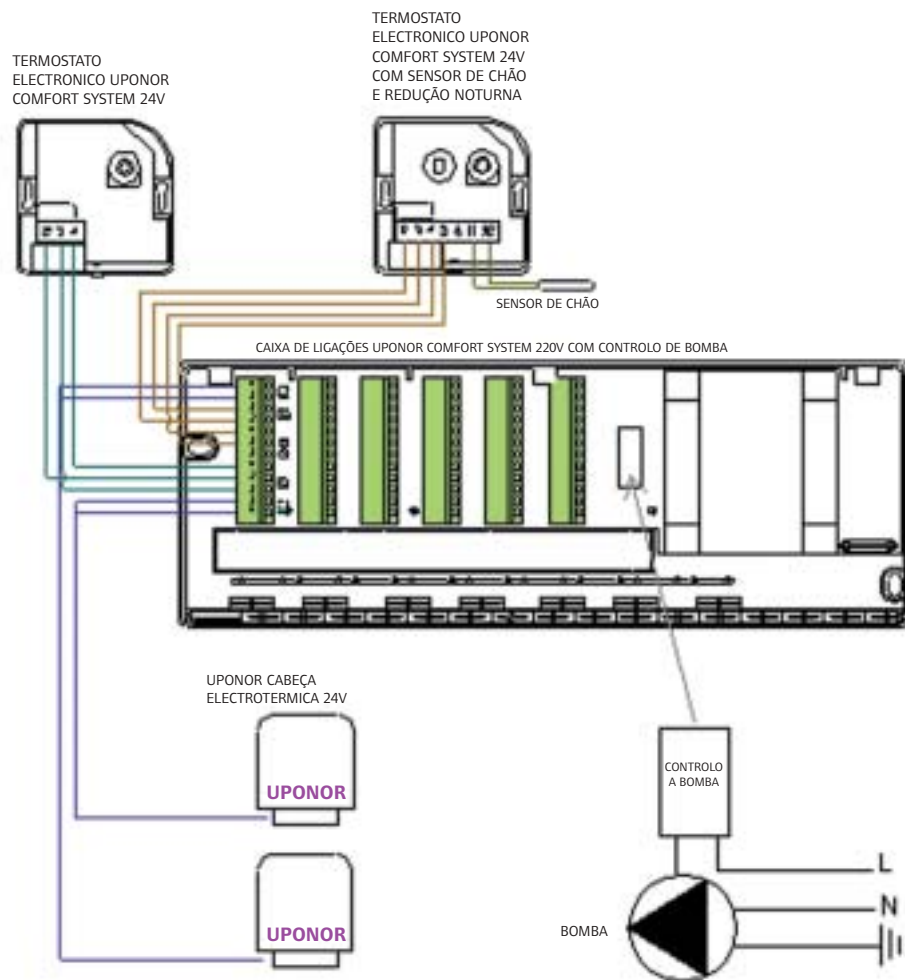 TERMOSTATO
ELECTRONICO UPONOR
COMFORT SYSTEM 24V
TERMOSTATO
ELECTRONICO UPONOR
COMFORT SYSTEM 24V
COM SENSOR DE CHÃO
E REDUÇÃO NOTURNA
SENSOR DE CHÃO
CAIXA DE LIGAÇÕES UPONOR COMFORT SYSTEM 220V COM CONTROLO DE BOMBA
UPONOR CABEÇA
ELECTROTERMICA 24V
UPONOR
UPONOR
CONTROLO
A BOMBA
BOMBA
L
N